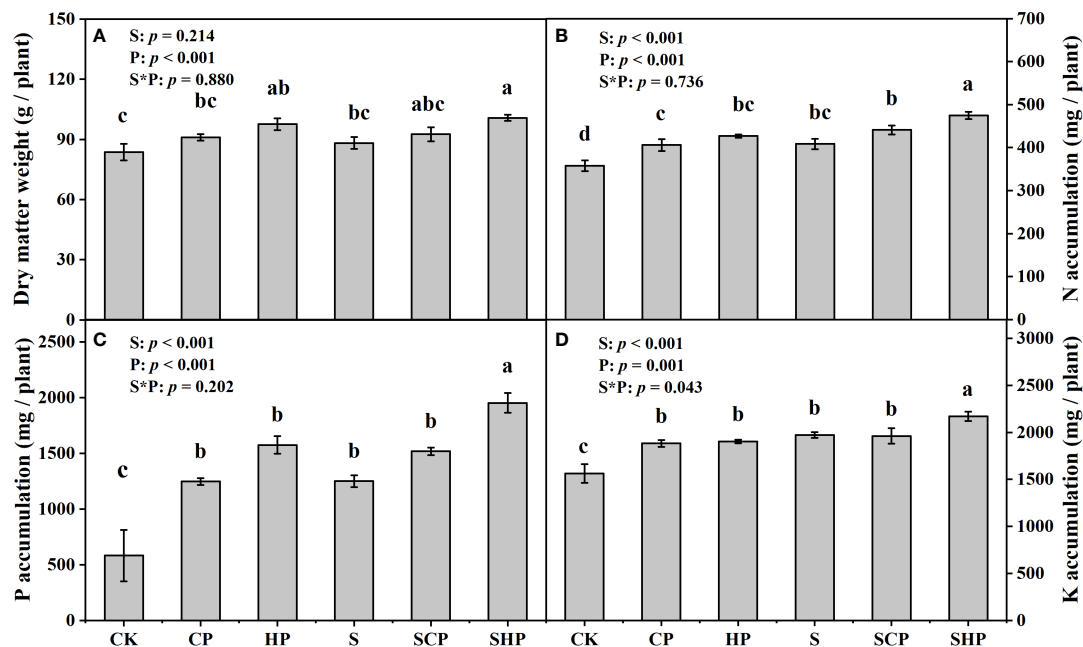 A
S: p = 0.214
P: p < 0.001
S*P: p = 0.880
c
bc
ab
bc
abc
a
Dry matter weight (g / plant)
150
120
90
60
30
0
B
S: p < 0.001
P: p < 0.001
S*P: p = 0.736
d
c
bc
bc
b
a
N accumulation (mg / plant)
700
600
500
400
300
200
100
0
C
S: p < 0.001
P: p < 0.001
S*P: p = 0.202
c
b
b
b
b
a
P accumulation (mg / plant)
2500
2000
1500
1000
500
0
CK CP HP S SCP SHP
D
S: p < 0.001
P: p = 0.001
S*P: p = 0.043
c
b
b
b
b
a
K accumulation (mg / plant)
3000
2500
2000
1500
1000
500
0
CK CP HP S SCP SHP